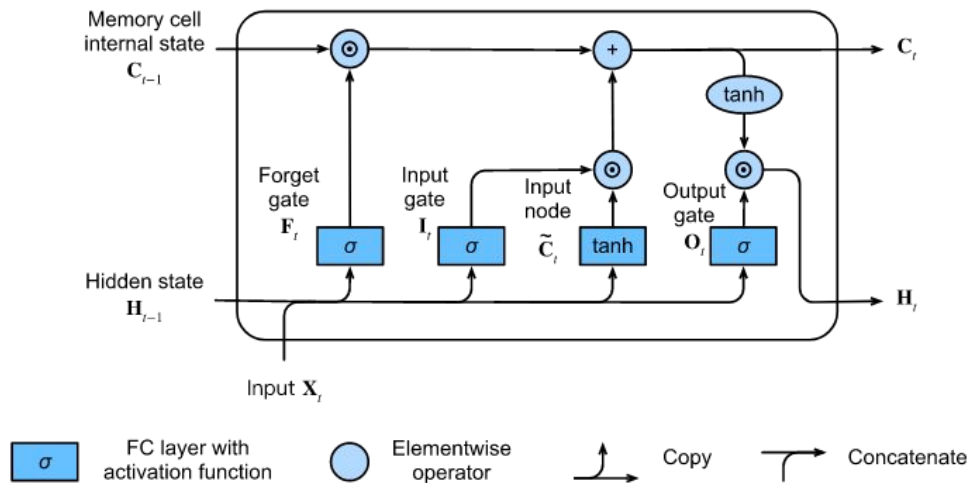 Memory cell
internal state
C_{t-1}
C_t
tanh
Forget
gate
F_t
Input
gate
I_t
Input
node
C̃_t
Output
gate
O_t
σ
σ
tanh
σ
Hidden state
H_{t-1}
H_t
Input X_t
σ
FC layer with
activation function
Elementwise
operator
Copy
Concatenate